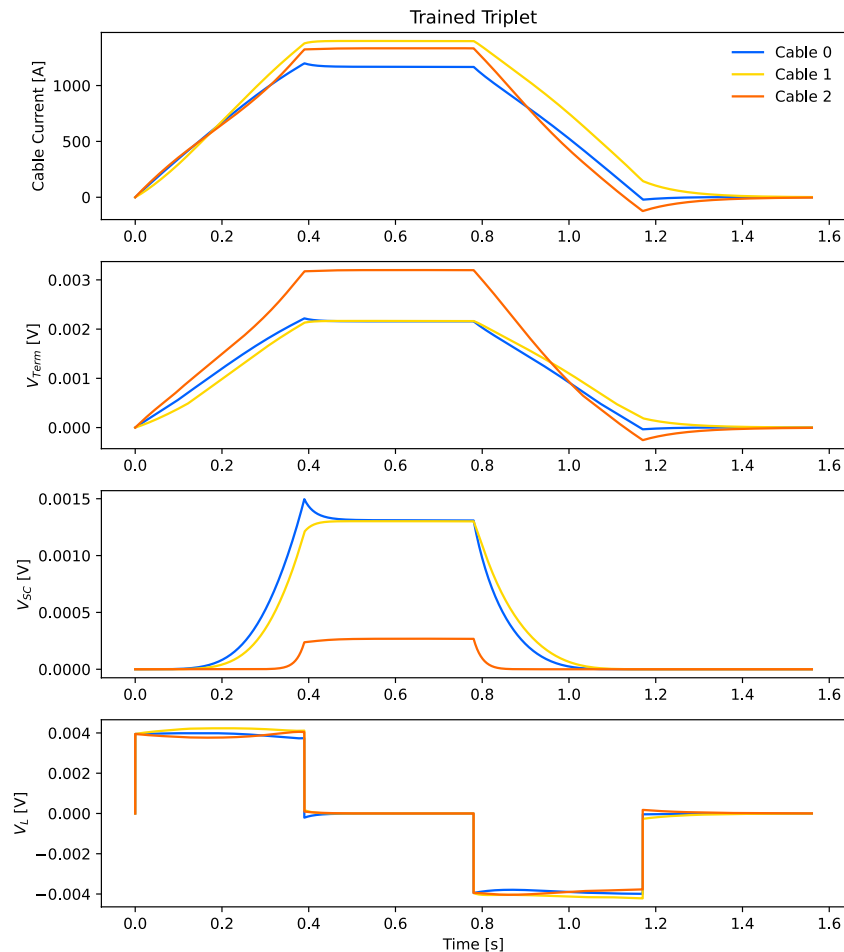 Trained Triplet
Cable Current [A]
1000
500
0
Cable 0
Cable 1
Cable 2
0.0 0.2 0.4 0.6 0.8 1.0 1.2 1.4 1.6
V_Term [V]
0.003
0.002
0.001
0.000
0.0 0.2 0.4 0.6 0.8 1.0 1.2 1.4 1.6
V_SC [V]
0.0015
0.0010
0.0005
0.0000
0.0 0.2 0.4 0.6 0.8 1.0 1.2 1.4 1.6
V_L [V]
0.004
0.002
0.000
−0.002
−0.004
0.0 0.2 0.4 0.6 0.8 1.0 1.2 1.4 1.6
Time [s]